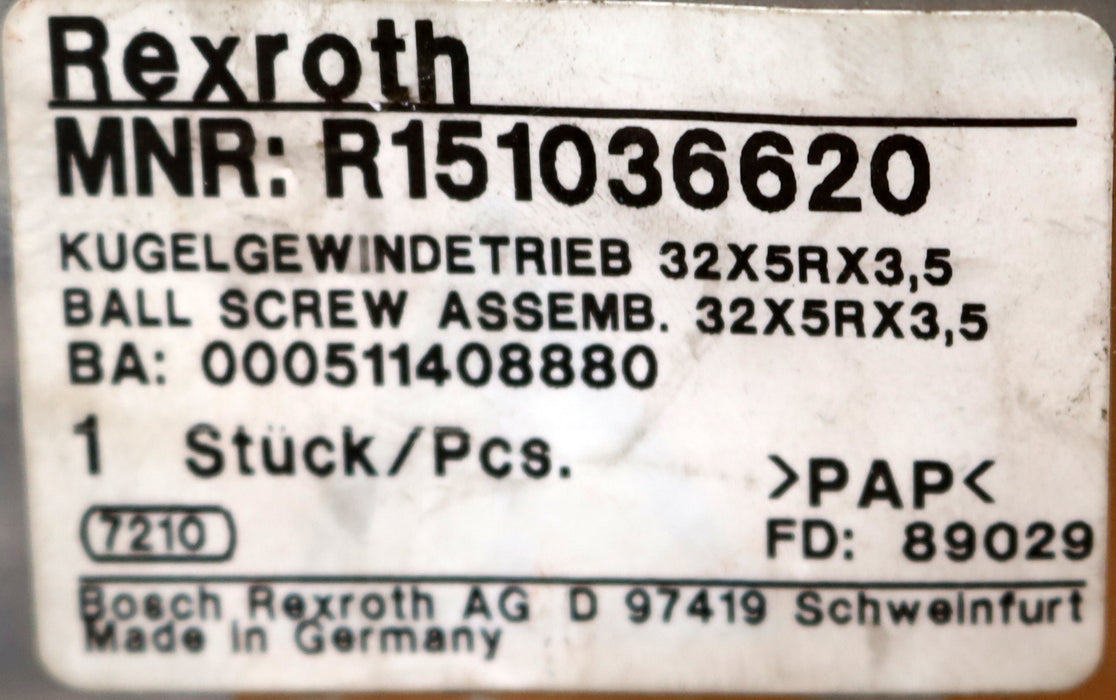 Rexroth
MNR: R151036620
KUGELGEWINDETRIEB 32X5RX3,5
BALL SCREW ASSEMB. 32X5RX3,5
BA: 000511408880
1 Stück/Pcs.
>PAP<
7210
FD: 89029
Bosch Rexroth AG D 97419 Schweinfurt
Made in Germany